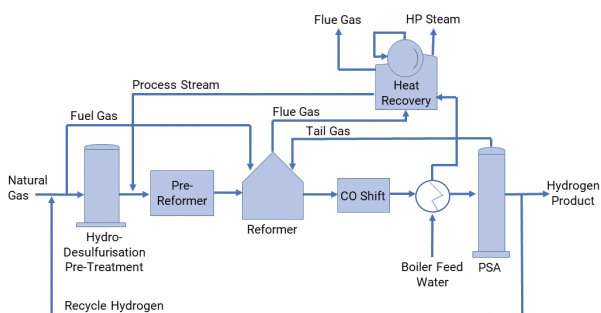 Flue Gas
HP Steam
Process Stream
Heat
Recovery
Fuel Gas
Flue Gas
Tail Gas
Natural
Gas
Pre-
Reformer
CO Shift
Hydrogen
Product
Reformer
Hydro-
Desulfurisation
Pre-Treatment
Boiler Feed
Water
PSA
Recycle Hydrogen